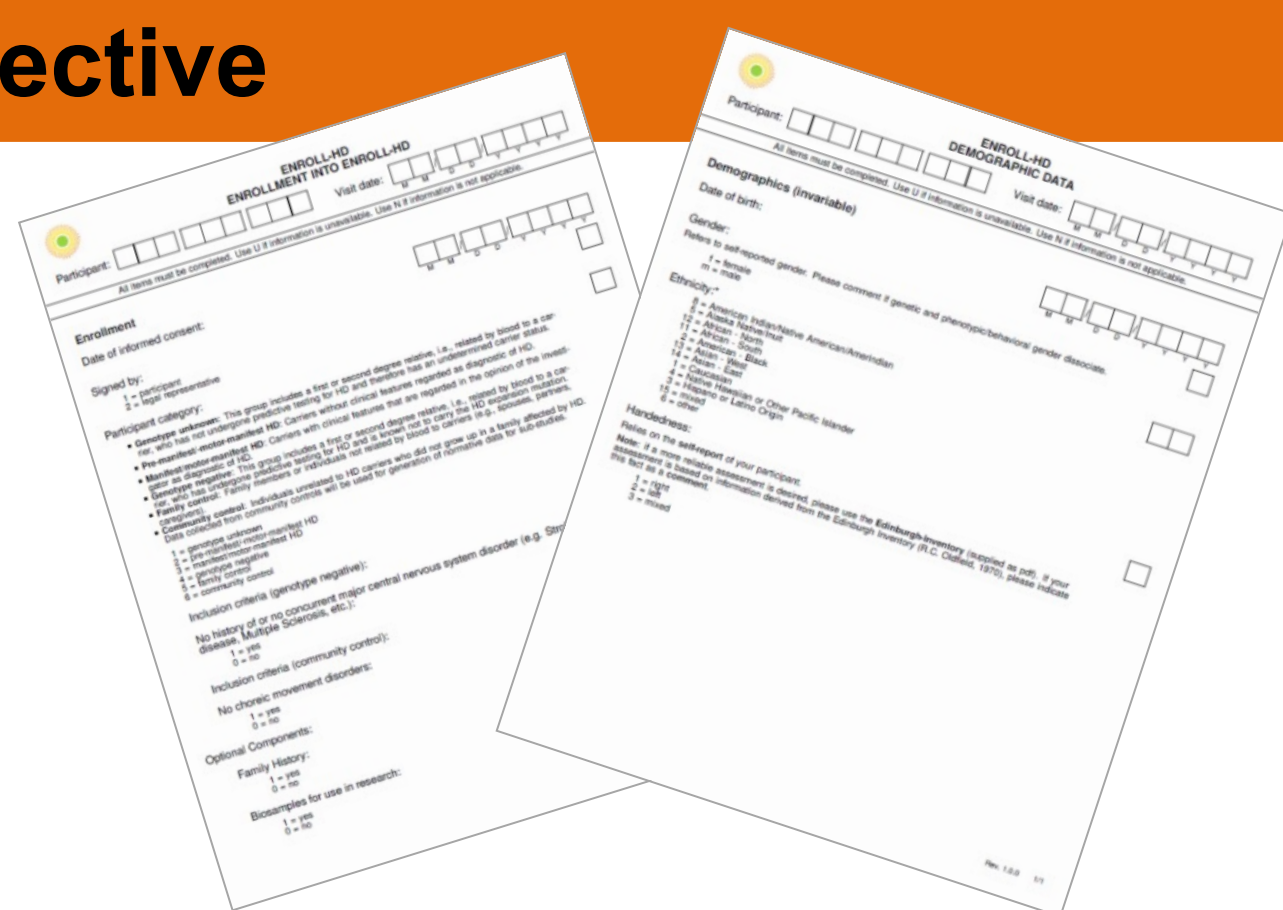 ective
ENROLL-HD
ENROLLMENT INTO ENROLL-HD
Participant:
Visit date:
M M D D Y Y Y Y
All items must be completed. Use U if information is unavailable. Use N if information is not applicable.
Enrollment
Date of informed consent:
M M D D Y Y Y Y
Signed by:
1 = participant
2 = legal representative
Participant category:
• Genotype unknown: This group includes a first or second degree relative, i.e., related by blood to a car-
rier, who has not undergone predictive testing for HD and therefore has an undetermined carrier status.
• Pre-manifest/-motor-manifest HD: Carriers without clinical features regarded as diagnostic of HD.
• Manifest/motor-manifest HD: Carriers with clinical features that are regarded in the opinion of the invest-
gator as diagnostic of HD.
• Genotype negative: This group includes a first or second degree relative, i.e., related by blood to a car-
rier, who has undergone predictive testing for HD and is known not to carry the HD expansion mutation.
• Family control: Family members or individuals not related by blood to carriers (e.g., spouses, partners,
caregivers).
• Community control: Individuals unrelated to HD carriers who did not grow up in a family affected by HD.
Data collected from community controls will be used for generation of normative data for sub-studies.
1 = genotype unknown
2 = pre-manifest/-motor-manifest HD
3 = manifest/motor-manifest HD
4 = genotype negative
5 = family control
6 = community control
Inclusion criteria (genotype negative):
No history of or no concurrent major central nervous system disorder (e.g. Stro
disease, Multiple Sclerosis, etc.):
1 = yes
0 = no
Inclusion criteria (community control):
No choreic movement disorders:
1 = yes
0 = no
Optional Components:
Family History:
1 = yes
0 = no
Biosamples for use in research:
1 = yes
0 = no
ENROLL-HD
DEMOGRAPHIC DATA
Participant:
Visit date:
M M D D Y Y Y Y
All items must be completed. Use U if information is unavailable. Use N if information is not applicable.
Demographics (invariable)
Date of birth:
M M D D Y Y Y Y
Gender:
Refers to self-reported gender. Please comment if genetic and phenotypic/behavioral gender dissociate.
f = female
m = male
Ethnicity:*
8 = American Indian/Native American/Amerindian
5 = Alaska Native/Inuit
12 = African - North
11 = African - South
2 = American - Black
13 = Asian - West
14 = Asian - East
1 = Caucasian
4 = Native Hawaiian or Other Pacific Islander
3 = Hispano or Latino Origin
15 = mixed
6 = other
Handedness:
Relies on the self-report of your participant.
Note: if a more reliable assessment is desired, please use the Edinburgh-Inventory (supplied as pdf). If your
assessment is based on information derived from the Edinburgh Inventory (R.C. Oldfield, 1970), please indicate
this fact as a comment.
1 = right
2 = left
3 = mixed
Rev. 1.0.0 1/1